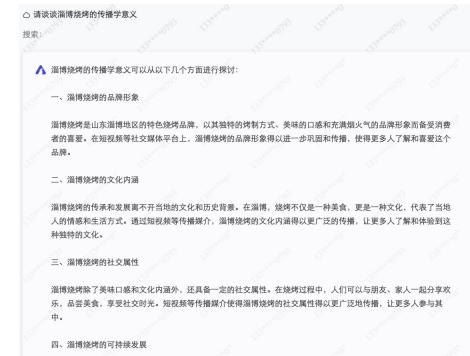 请谈谈淄博烧烤的传播学意义
搜索：
淄博烧烤的传播学意义可以从以下几个方面进行探讨：
一、淄博烧烤的品牌形象
淄博烧烤是山东淄博地区的特色烧烤品牌，以其独特的烤制方式、美味的口感和充满烟火气的品牌形象而备受消费
者的喜爱。在短视频等社交媒体平台上，淄博烧烤的品牌形象得以进一步巩固和传播，使得更多人了解和喜爱这个
品牌。
二、淄博烧烤的文化内涵
淄博烧烤的传承和发展离不开当地的文化和历史背景。在淄博，烧烤不仅是一种美食，更是一种文化，代表了当地
人的情感和生活方式。通过短视频等传播媒介，淄博烧烤的文化内涵得以更广泛的传播，让更多人了解和体验到这
种独特的文化。
三、淄博烧烤的社交属性
淄博烧烤除了美味口感和文化内涵外，还具备一定的社交属性。在烧烤过程中，人们可以与朋友、家人一起分享欢
乐，品尝美食，享受社交时光。短视频等传播媒介使得淄博烧烤的社交属性得以更广泛地传播，让更多人参与其
中。
四、淄博烧烤的可持续发展